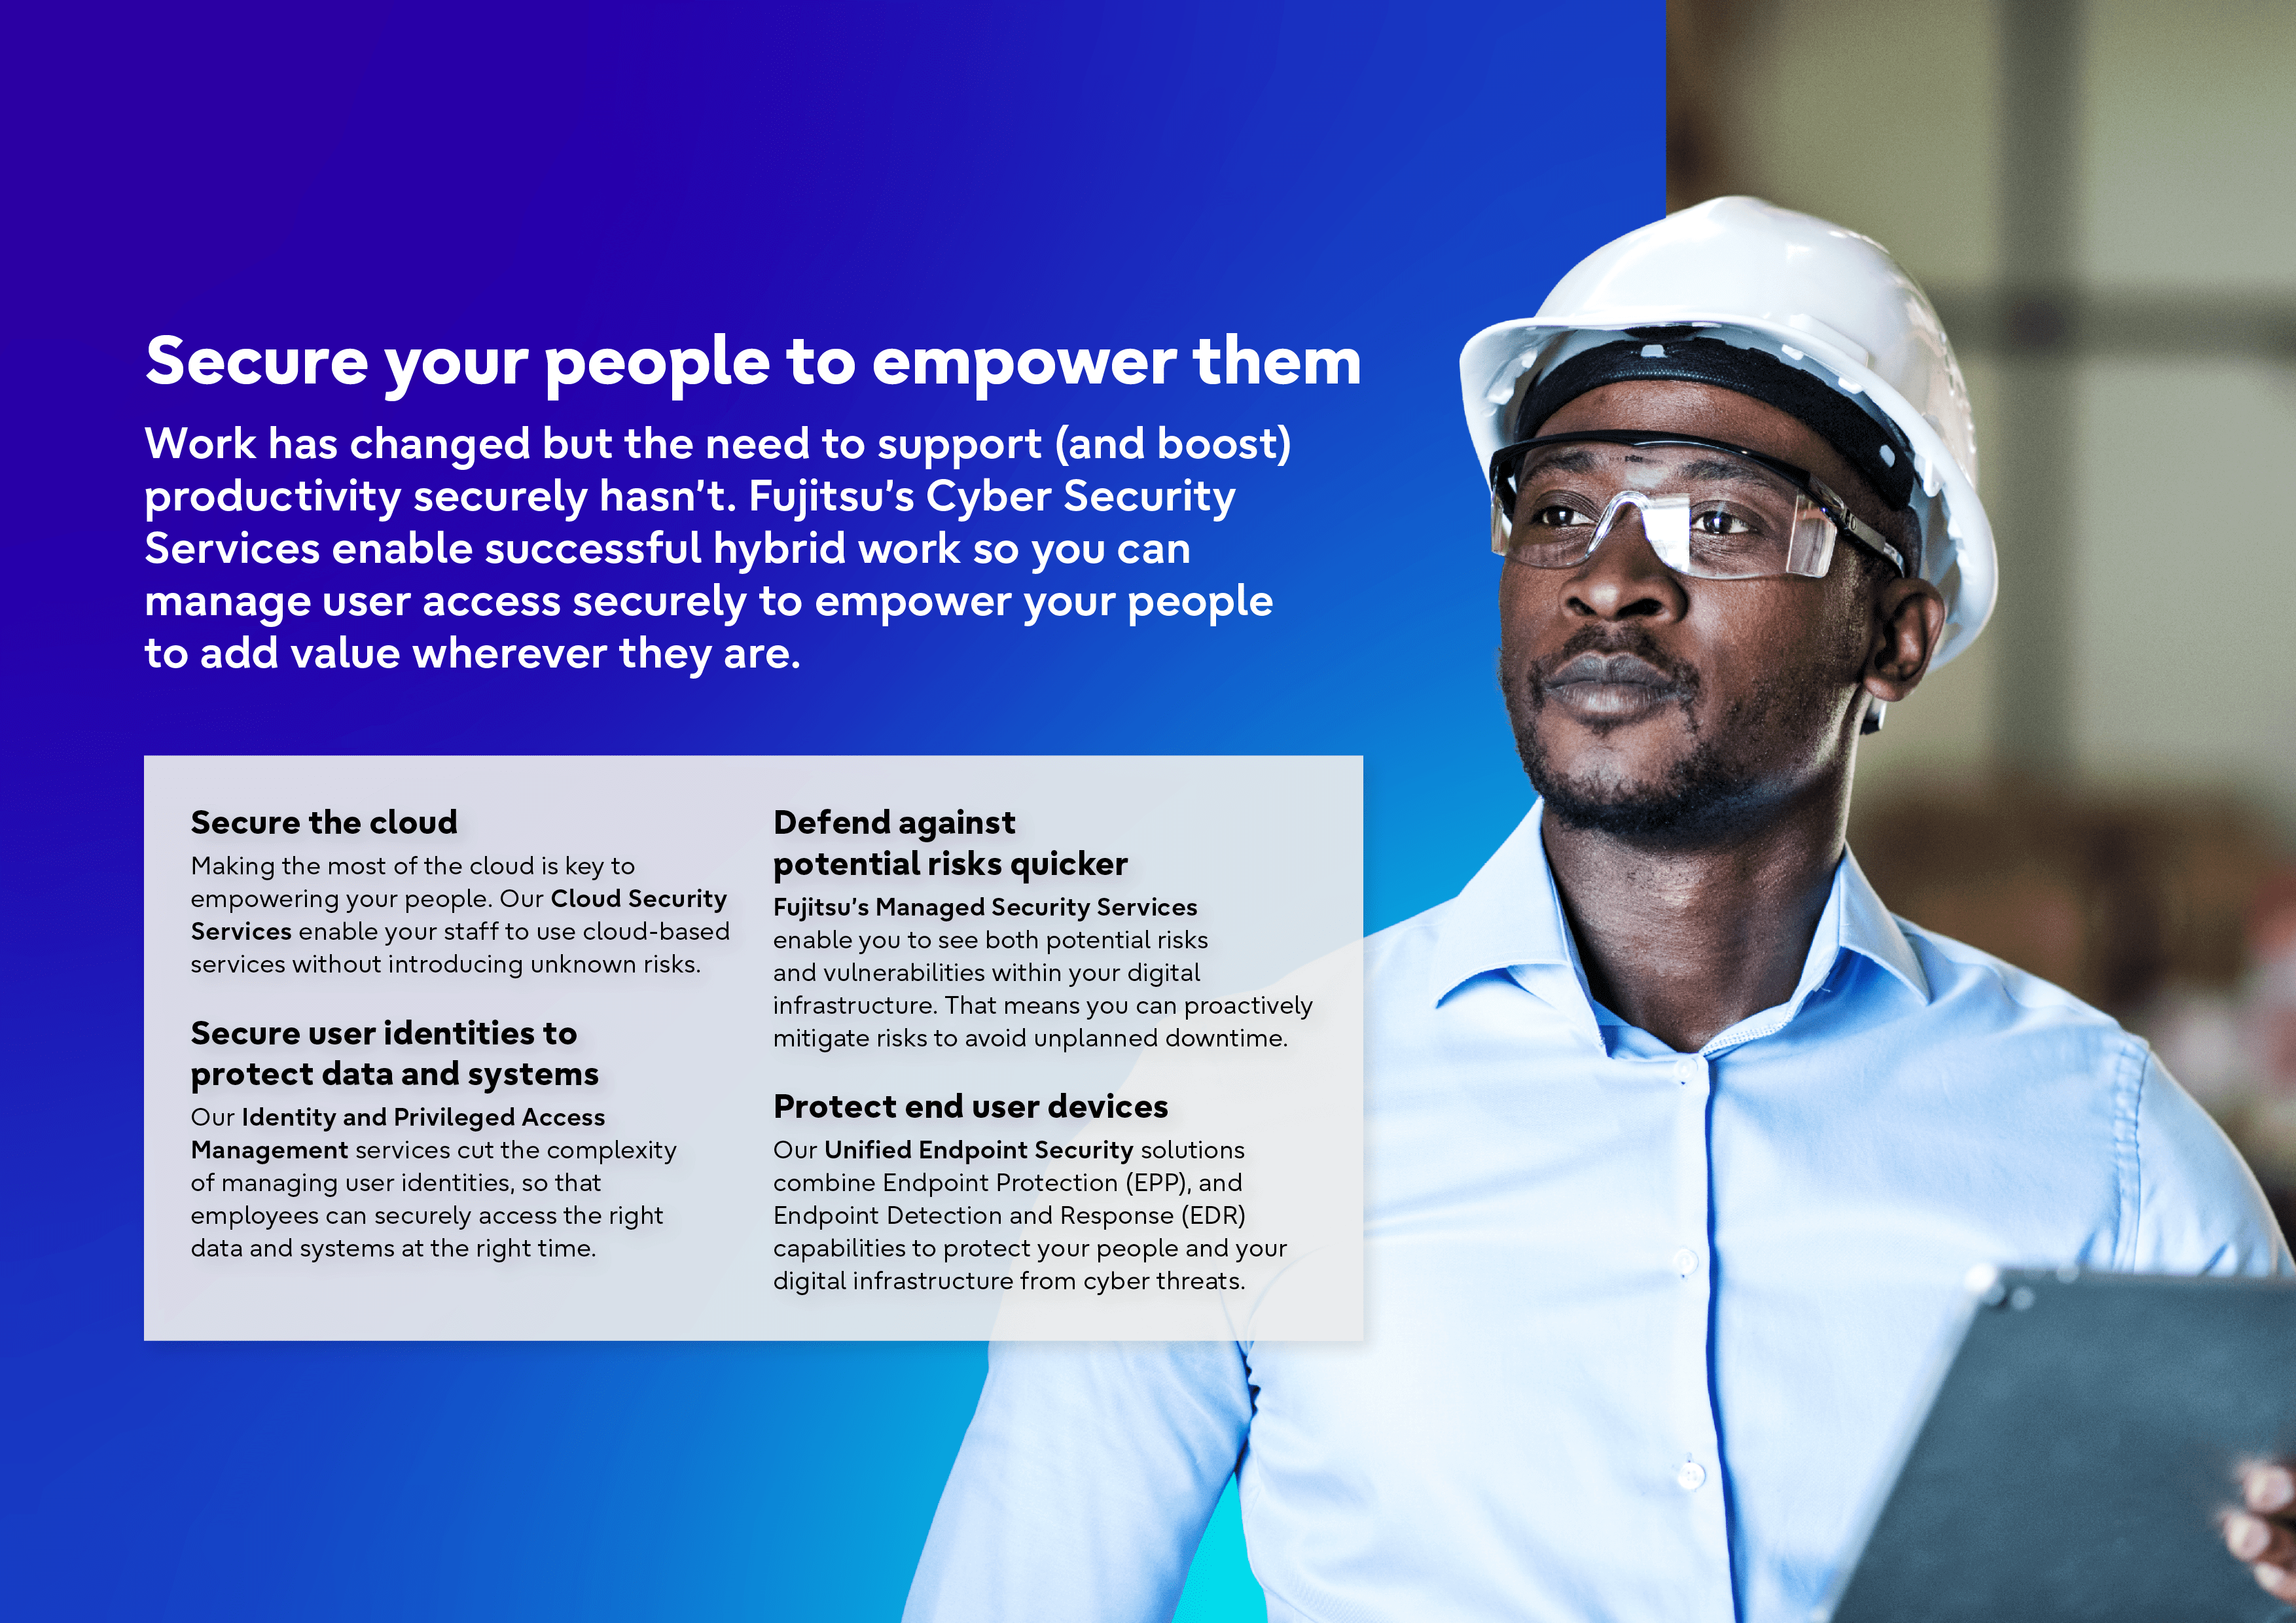 Secure your people to empower them
Work has changed but the need to support (and boost)
productivity securely hasn’t. Fujitsu’s Cyber Security
Services enable successful hybrid work so you can
manage user access securely to empower your people
to add value wherever they are.
Secure the cloud
Making the most of the cloud is key to
empowering your people. Our Cloud Security
Services enable your staff to use cloud-based
services without introducing unknown risks.
Secure user identities to
protect data and systems
Our Identity and Privileged Access
Management services cut the complexity
of managing user identities, so that
employees can securely access the right
data and systems at the right time.
Defend against
potential risks quicker
Fujitsu’s Managed Security Services
enable you to see both potential risks
and vulnerabilities within your digital
infrastructure. That means you can proactively
mitigate risks to avoid unplanned downtime.
Protect end user devices
Our Unified Endpoint Security solutions
combine Endpoint Protection (EPP), and
Endpoint Detection and Response (EDR)
capabilities to protect your people and your
digital infrastructure from cyber threats.